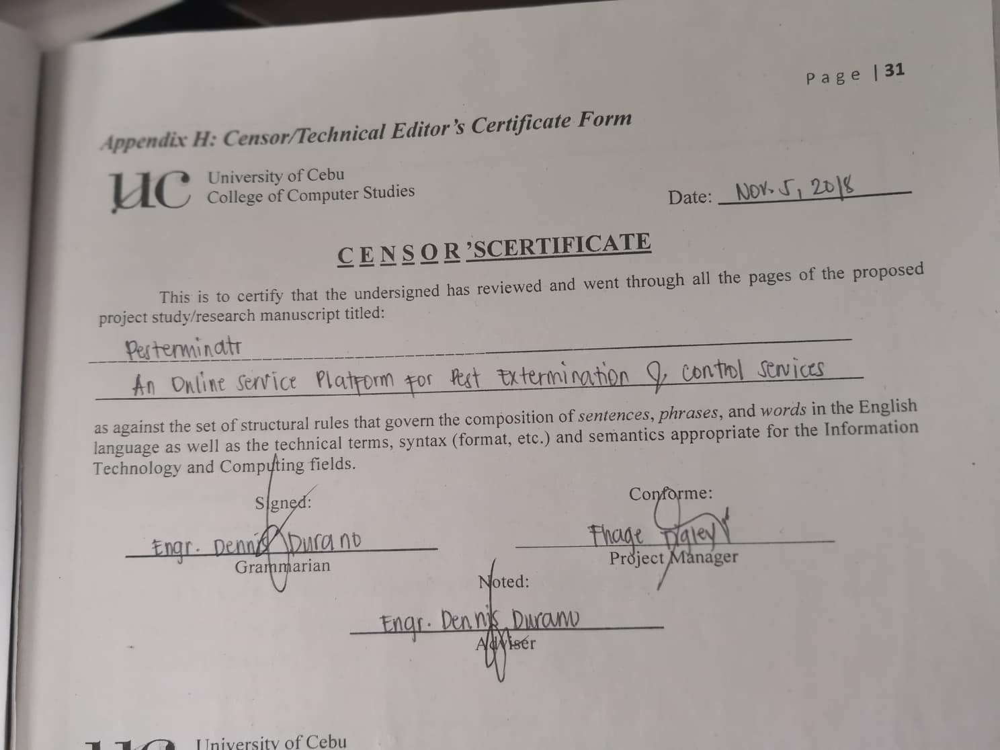 Page | 31
Appendix H: Censor/Technical Editor's Certificate Form
UC
University of Cebu
College of Computer Studies
Date: Nov. 5, 2018
CENSOR'SCERTIFICATE
This is to certify that the undersigned has reviewed and went through all the pages of the proposed
project study/research manuscript titled:
Pesterminatr
An Online Service Platform for Pest Extermination & Control Services
as against the set of structural rules that govern the composition of sentences, phrases, and words in the English
language as well as the technical terms, syntax (format, etc.) and semantics appropriate for the Information
Technology and Computing fields.
Signed:
Conforme:
Engr. Dennis Durano
Fhage Digley
Grammarian
Project Manager
Noted:
Engr. Dennis Durano
Adviser
University of Cebu